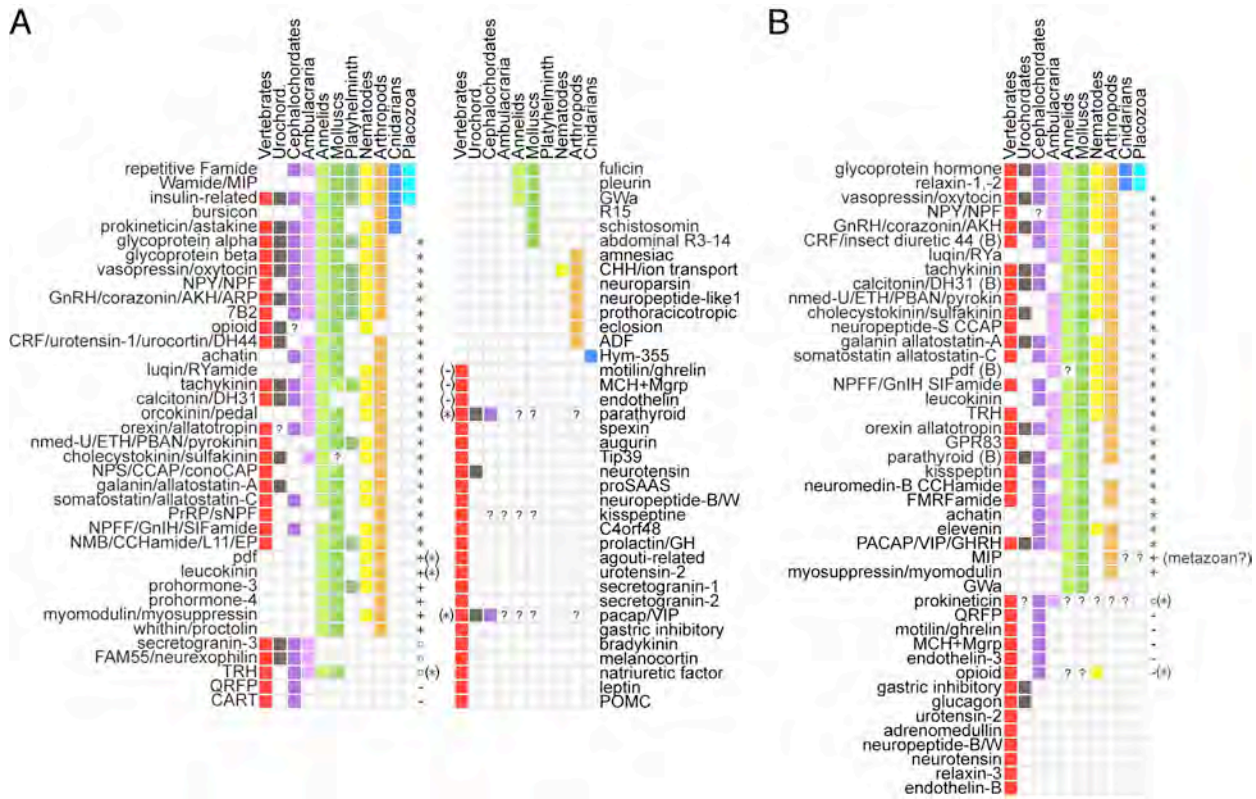 A
Vertebrates
Urochord.
Cephalochordates
Ambulacraria
Annelids
Molluscs
Platyhelminth
Nematodes
Arthropods
Cnidarians
Placozoa
repetitive Famide
Wamide/MIP
insulin-related
bursicon
prokineticin/astakine
glycoprotein alpha *
glycoprotein beta *
vasopressin/oxytocin *
NPY/NPF *
GnRH/corazonin/AKH/ARP *
7B2 *
opioid ? *
CRF/urotensin-1/urocortin/DH44 *
achatin *
luqin/RYamide *
tachykinin *
calcitonin/DH31 *
orcokinin/pedal *
orexin/allatotropin ? *
nmed-U/ETH/PBAN/pyrokinin *
cholecystokinin/sulfakinin ? *
NPS/CCAP/conoCAP *
galanin/allatostatin-A *
somatostatin/allatostatin-C *
PrRP/sNPF *
NPFF/GnIH/SIFamide *
NMB/CCHamide/L11/EP *
pdf +(*)
leucokinin +(*)
prohormone-3 +
prohormone-4 +
myomodulin/myosuppressin +
whithin/proctolin +
secretogranin-3 ¤
FAM55/neurexophilin ¤
TRH ¤(*)
QRFP -
CART -
Vertebrates
Urochord.
Cephalochordates
Ambulacraria
Annelids
Molluscs
Platyhelminth
Nematodes
Arthropods
Cnidarians
fulicin
pleurin
GWa
R15
schistosomin
abdominal R3-14
amnesiac
CHH/ion transport
neuroparsin
neuropeptide-like1
prothoracicotropic
eclosion
ADF
Hym-355
(-) motilin/ghrelin
(-) MCH+Mgrp
(-) endothelin
(*) ? ? ? parathyroid
spexin
augurin
Tip39
neurotensin
proSAAS
neuropeptide-B/W
? ? ? ? kisspeptine
C4orf48
prolactin/GH
agouti-related
urotensin-2
secretogranin-1
secretogranin-2
(*) ? ? ? ? pacap/VIP
gastric inhibitory
bradykinin
melanocortin
natriuretic factor
leptin
POMC
B
Vertebrates
Urochordates
Cephalochordates
Ambulacraria
Annelids
Molluscs
Nematodes
Arthropods
Cnidarians
Placozoa
glycoprotein hormone
relaxin-1,-2
vasopressin/oxytocin *
NPY/NPF ? *
GnRH/corazonin/AKH *
CRF/insect diuretic 44 (B) *
luqin/RYa *
tachykinin *
calcitonin/DH31 (B) *
nmed-U/ETH/PBAN/pyrokin *
cholecystokinin/sulfakinin *
neuropeptide-S CCAP *
galanin allatostatin-A *
somatostatin allatostatin-C *
pdf (B) ? *
NPFF/GnIH SIFamide *
leucokinin *
TRH *
orexin allatotropin *
GPR83 *
parathyroid (B) *
kisspeptin *
neuromedin-B CCHamide *
FMRFamide *
achatin *
elevenin *
PACAP/VIP/GHRH *
MIP ? ? + (metazoan?)
myosuppressin/myomodulin +
GWa +
prokineticin ? ? ? ? ? ? ¤(*)
QRFP -
motilin/ghrelin -
MCH+Mgrp -
endothelin-3 -
opioid ? ? -(*)
gastric inhibitory
glucagon
urotensin-2
adrenomedullin
neuropeptide-B/W
neurotensin
relaxin-3
endothelin-B